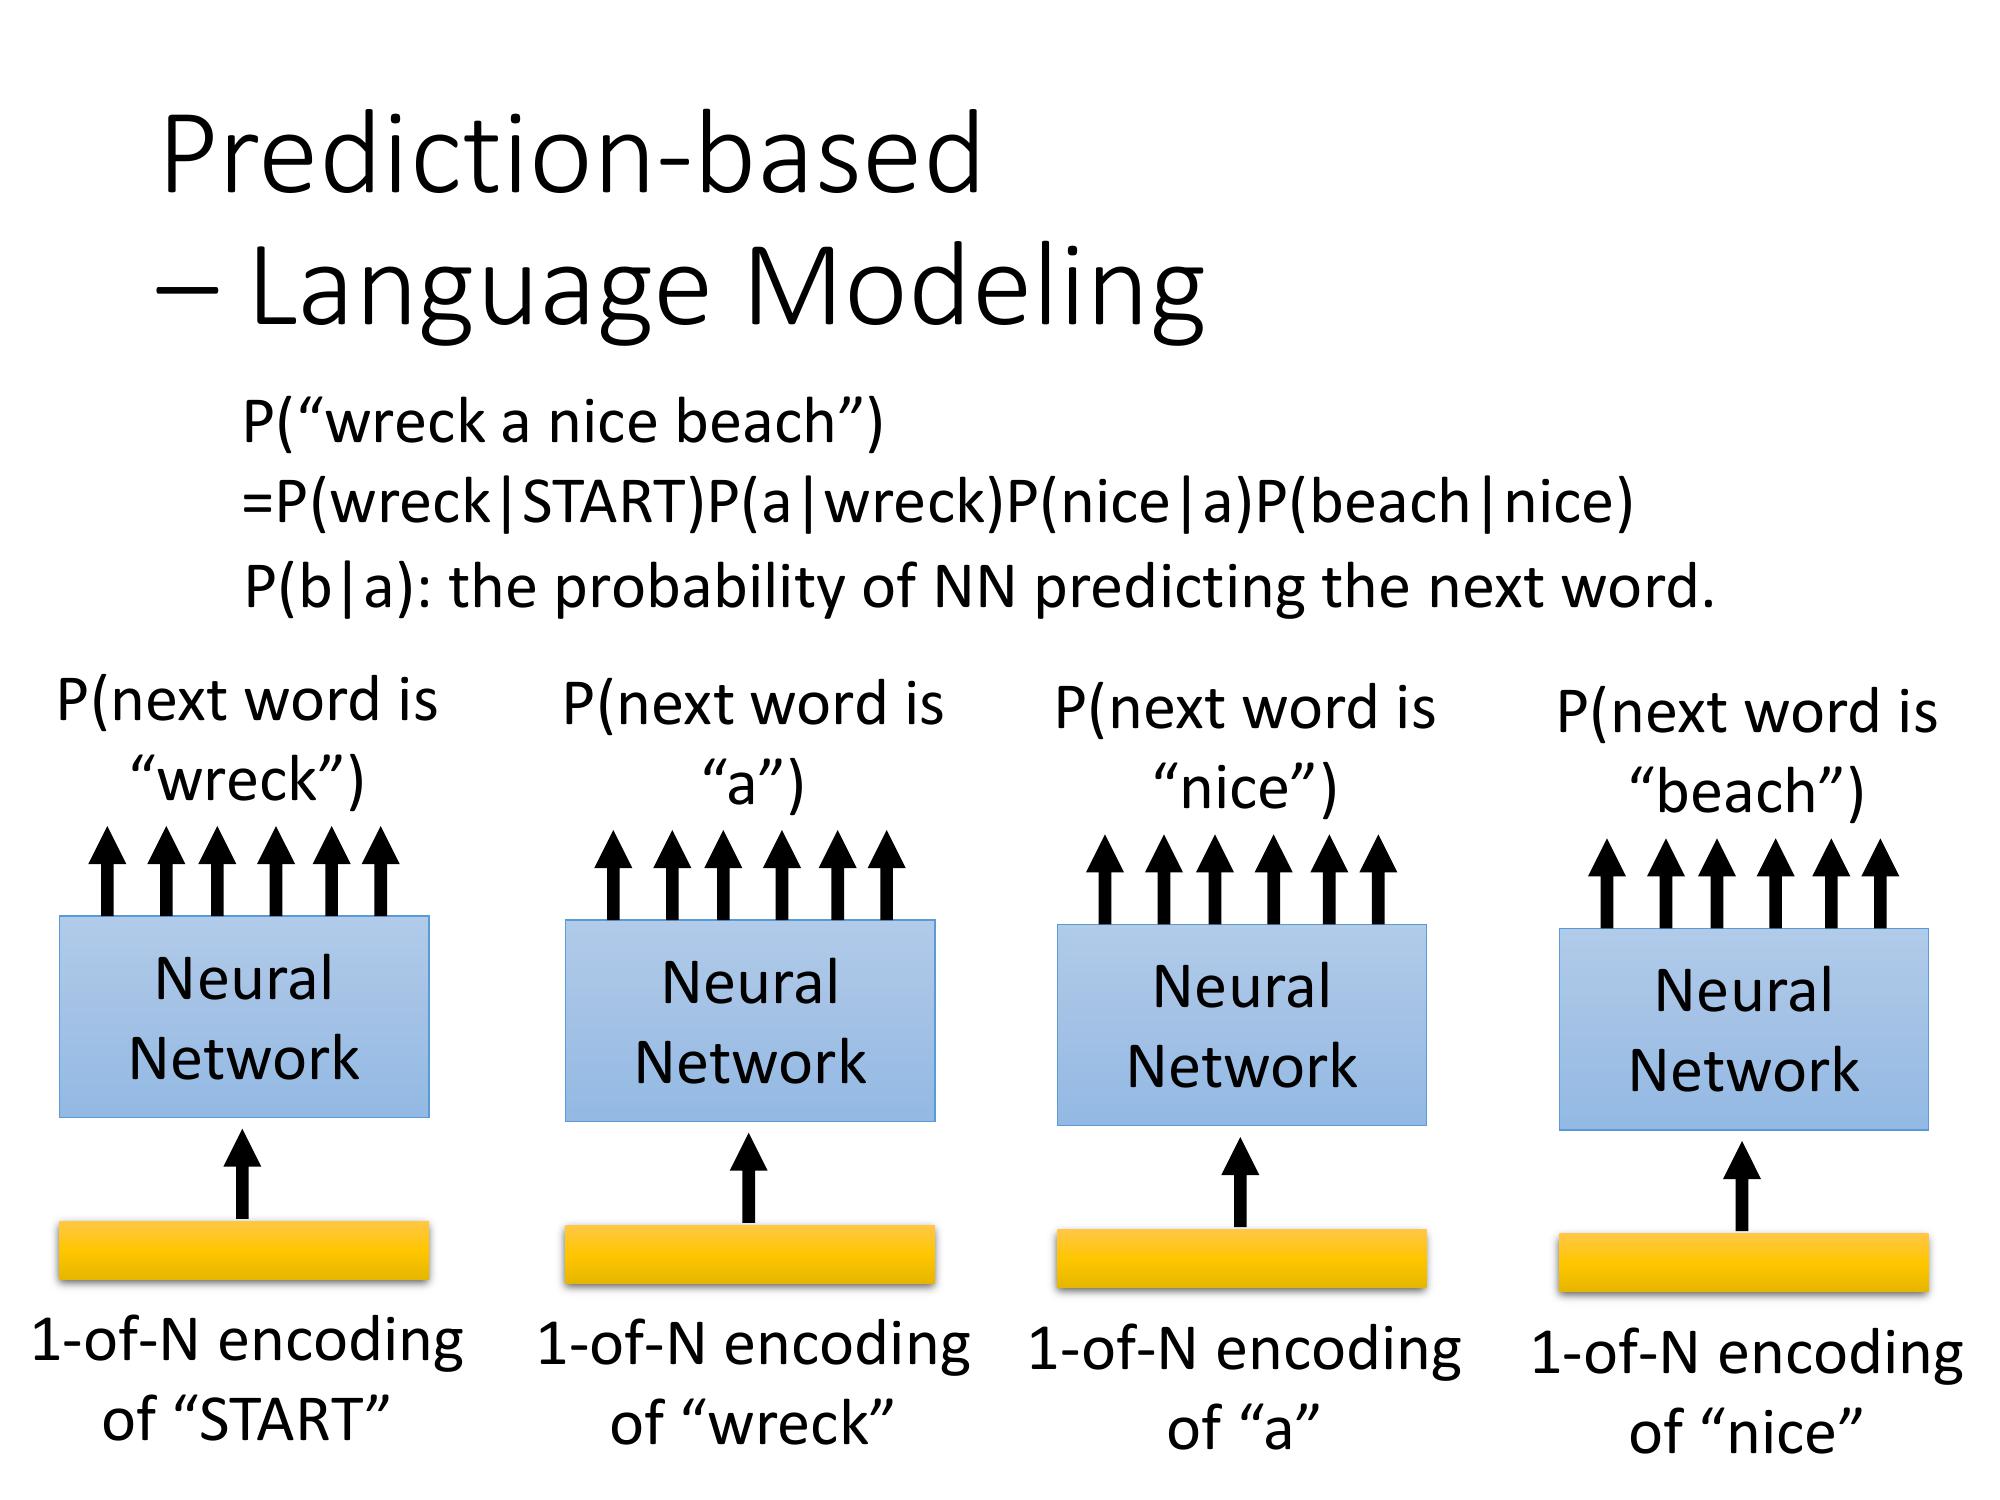 Prediction-based
– Language Modeling
P(“wreck a nice beach”)
=P(wreck|START)P(a|wreck)P(nice|a)P(beach|nice)
P(b|a): the probability of NN predicting the next word.
P(next word is
“wreck”)
P(next word is
“a”)
P(next word is
“nice”)
P(next word is
“beach”)
Neural
Network
Neural
Network
Neural
Network
Neural
Network
1-of-N encoding
of “START”
1-of-N encoding
of “wreck”
1-of-N encoding
of “a”
1-of-N encoding
of “nice”